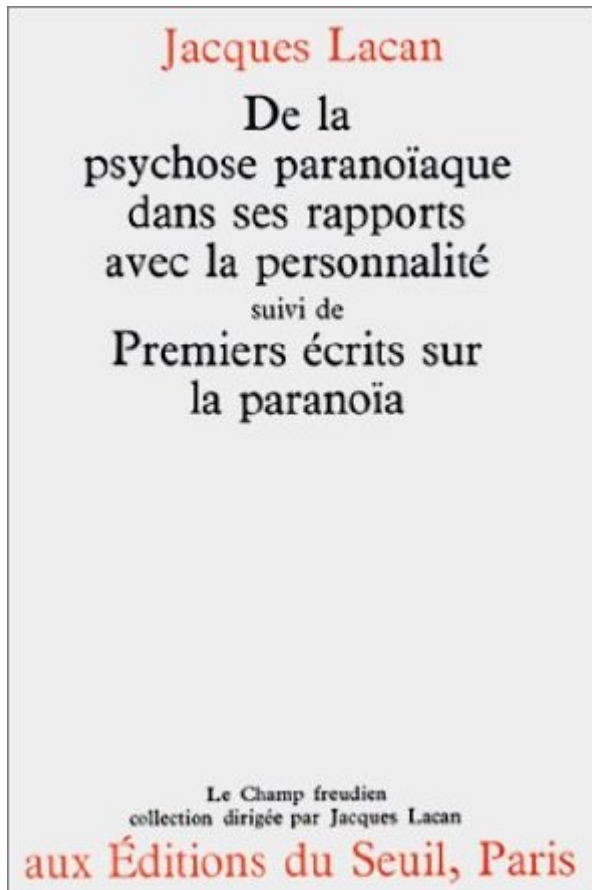 Jacques Lacan
De la
psychose paranoïaque
dans ses rapports
avec la personnalité
suivi de
Premiers écrits sur
la paranoïa
Le Champ freudien
collection dirigée par Jacques Lacan
aux Éditions du Seuil, Paris